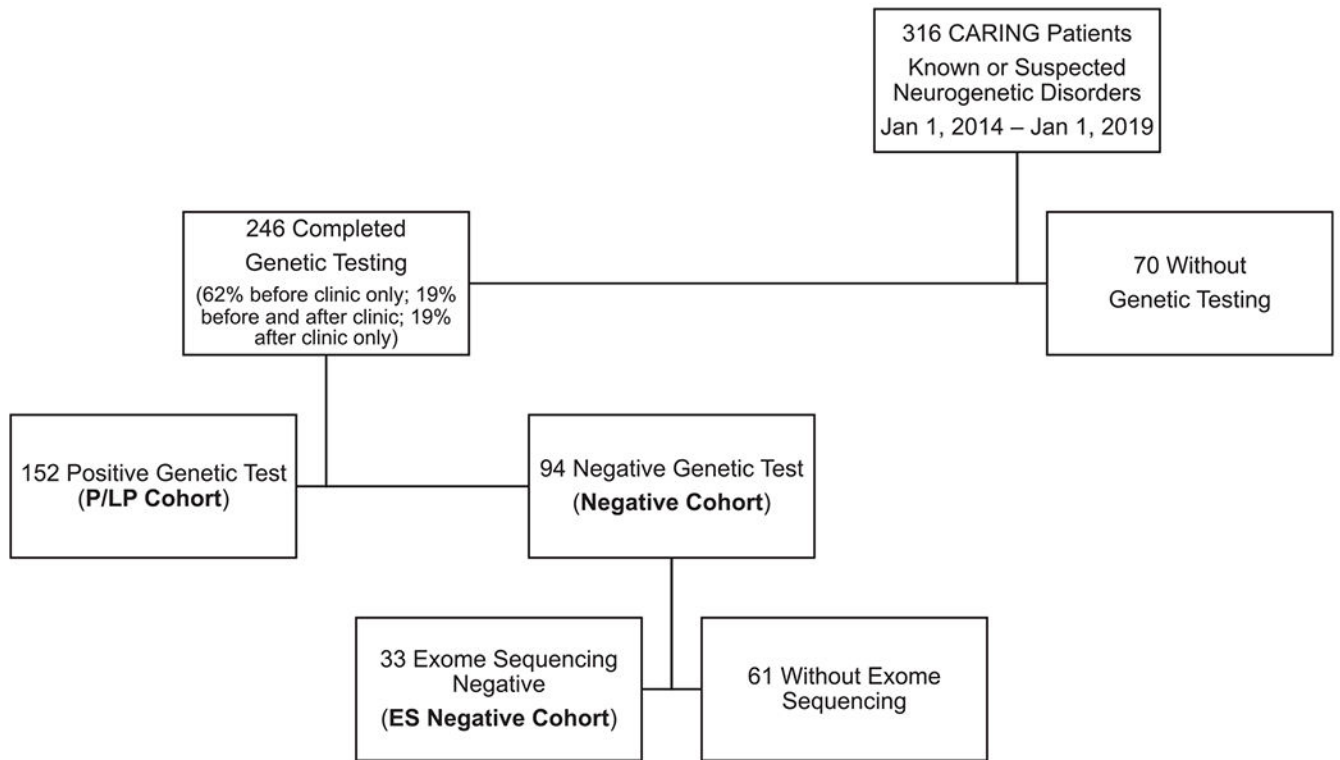 316 CARING Patients
Known or Suspected
Neurogenetic Disorders
Jan 1, 2014 – Jan 1, 2019
246 Completed
Genetic Testing
(62% before clinic only; 19%
before and after clinic; 19%
after clinic only)
70 Without
Genetic Testing
152 Positive Genetic Test
(P/LP Cohort)
94 Negative Genetic Test
(Negative Cohort)
33 Exome Sequencing
Negative
(ES Negative Cohort)
61 Without Exome
Sequencing